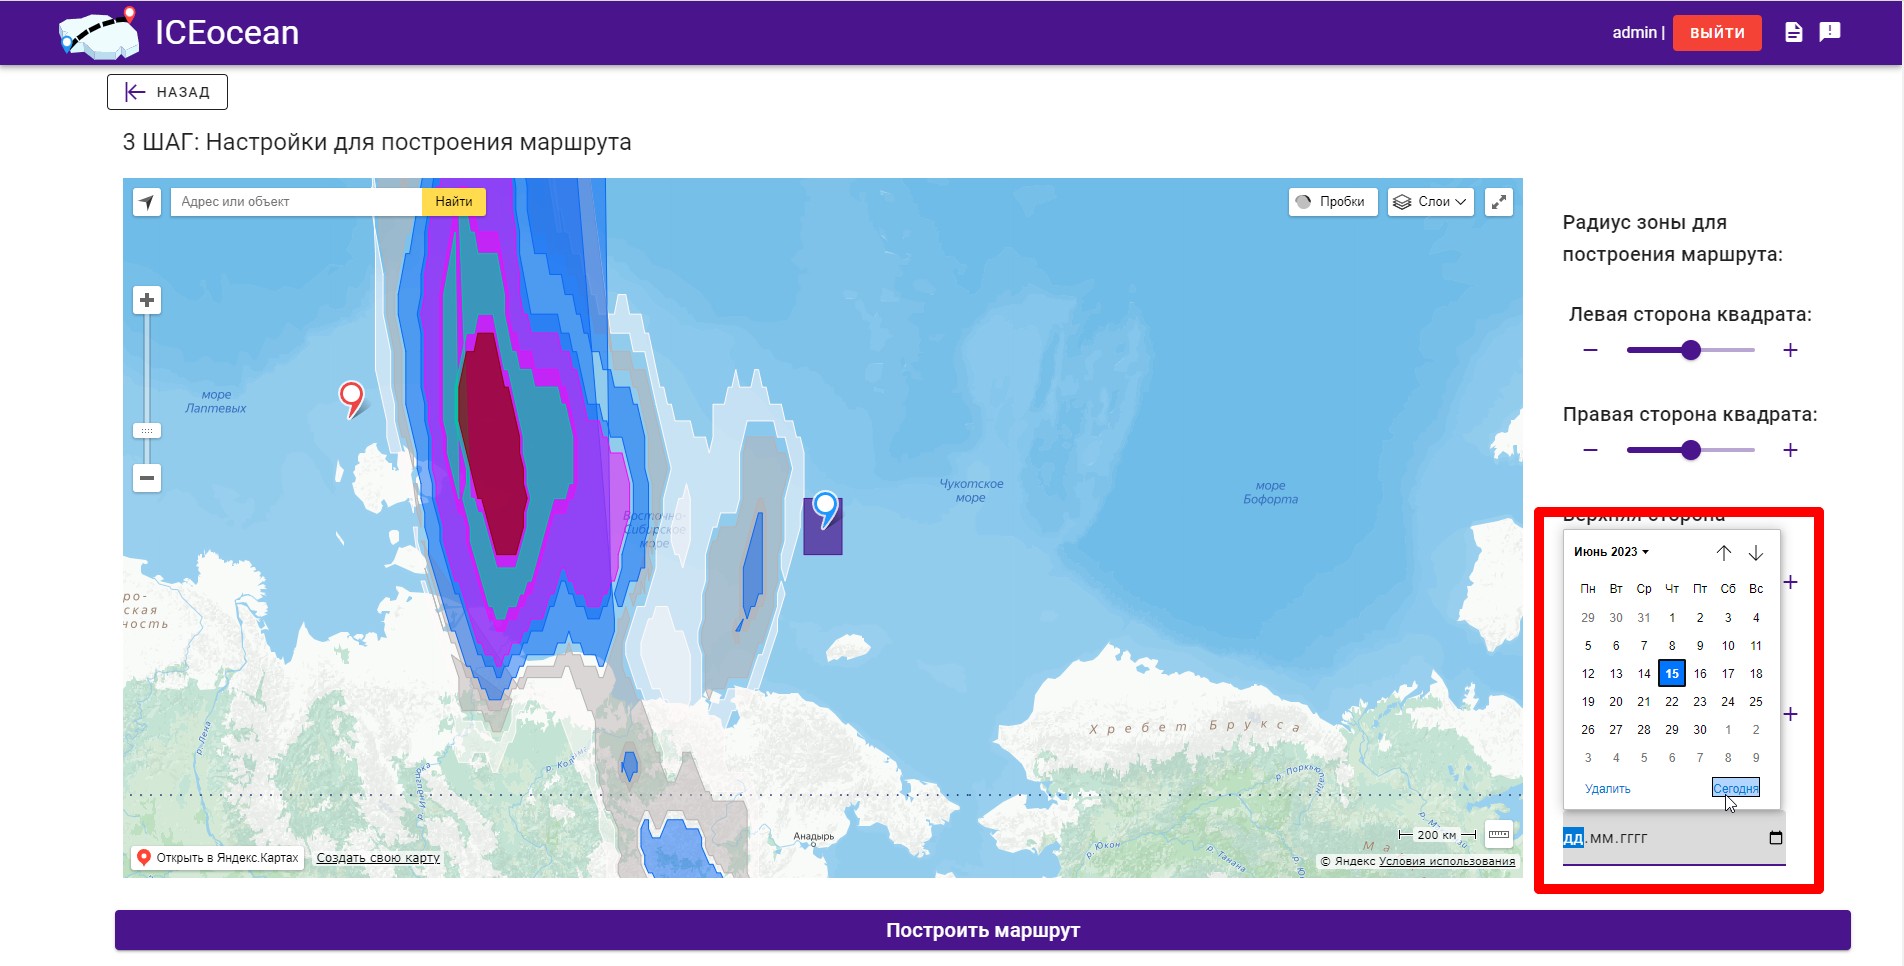 ICEocean
admin |
ВЫЙТИ
НАЗАД
3 ШАГ: Настройки для построения маршрута
Адрес или объект
Найти
Пробки
Слои
море
Лаптевых
Восточно-
Сибирское
море
Чукотское
море
море
Бофорта
ро-
ская
ность
р. Лена
р. Индигирка
Хребет Брукса
р. Юкон
р. Танана
Анадырь
200 км
Открыть в Яндекс.Картах
Создать свою карту
© Яндекс Условия использования
Радиус зоны для
построения маршрута:
Левая сторона квадрата:
Правая сторона квадрата:
Верхняя сторона
Июнь 2023
Пн Вт Ср Чт Пт Сб Вс
29 30 31 1 2 3 4
5 6 7 8 9 10 11
12 13 14 15 16 17 18
19 20 21 22 23 24 25
26 27 28 29 30 1 2
3 4 5 6 7 8 9
Удалить
Сегодня
дд.мм.гггг
Построить маршрут